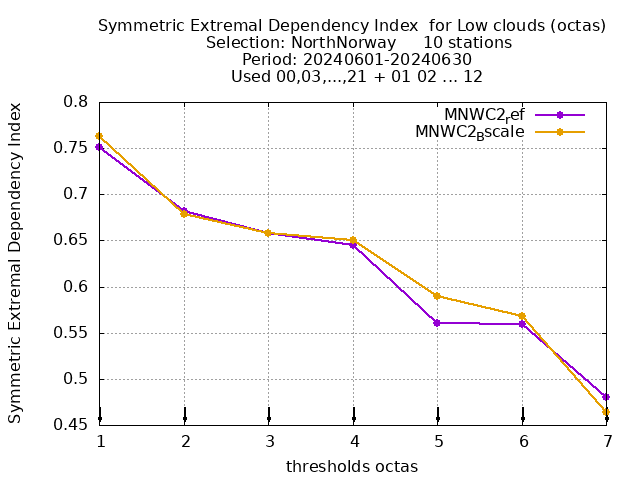 Symmetric Extremal Dependency Index  for Low clouds (octas)
Selection: NorthNorway     10 stations
Period: 20240601-20240630
Used 00,03,...,21 + 01 02 ... 12
Symmetric Extremal Dependency Index
MNWC2ref
MNWC2Bscale
0.8
0.75
0.7
0.65
0.6
0.55
0.5
0.45
1 2 3 4 5 6 7
thresholds octas